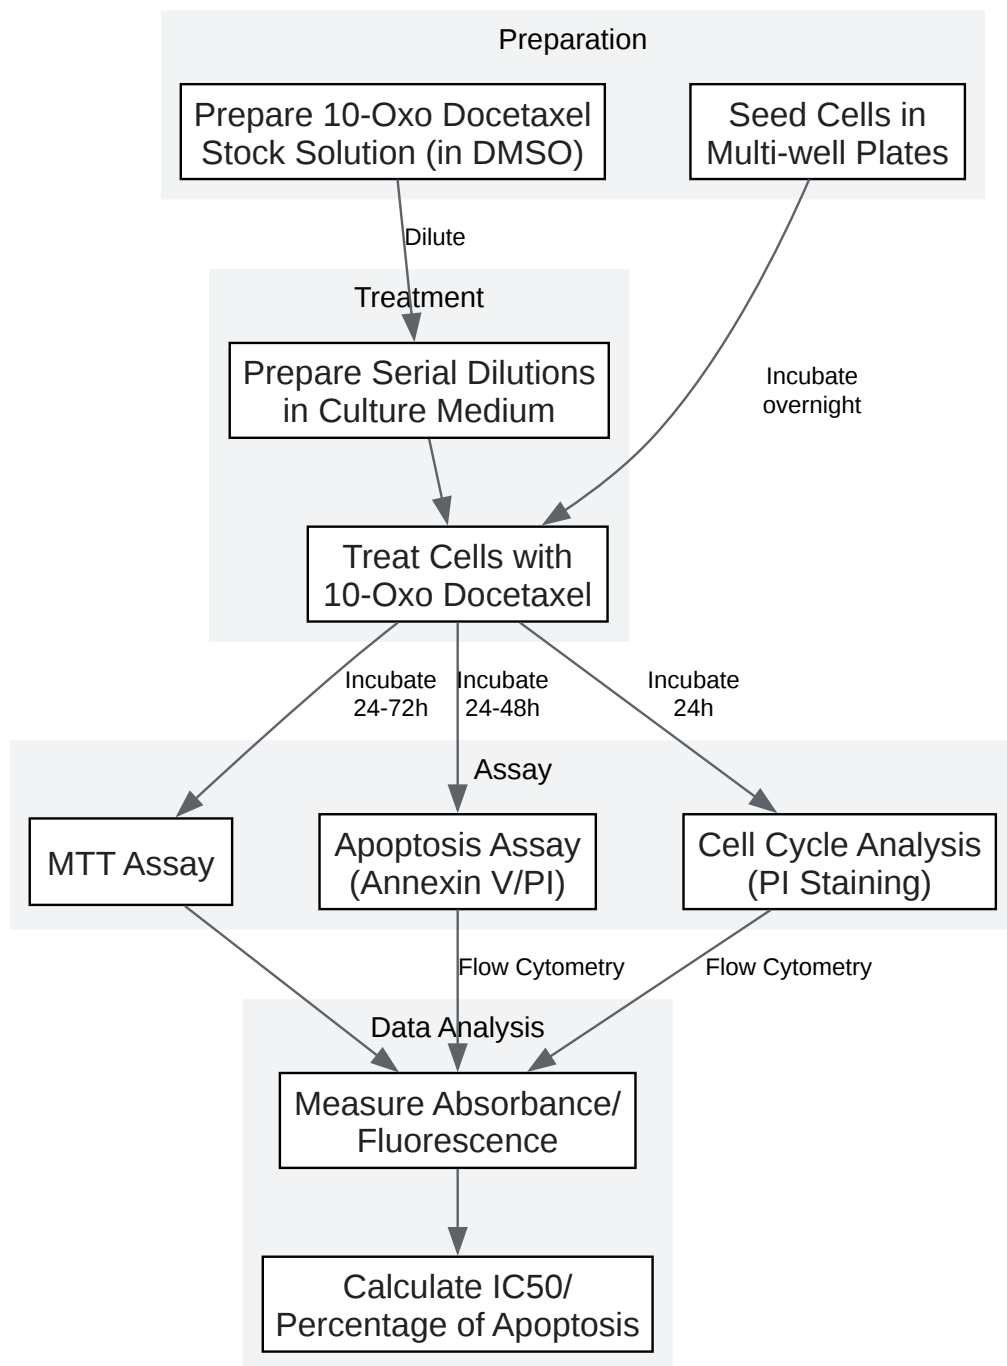 Preparation
Prepare 10-Oxo Docetaxel
Stock Solution (in DMSO)
Seed Cells in
Multi-well Plates
Dilute
Treatment
Prepare Serial Dilutions
in Culture Medium
Incubate
overnight
Treat Cells with
10-Oxo Docetaxel
Incubate
24-72h
Incubate
24-48h
Incubate
24h
Assay
MTT Assay
Apoptosis Assay
(Annexin V/PI)
Cell Cycle Analysis
(PI Staining)
Flow Cytometry
Flow Cytometry
Data Analysis
Measure Absorbance/
Fluorescence
Calculate IC50/
Percentage of Apoptosis